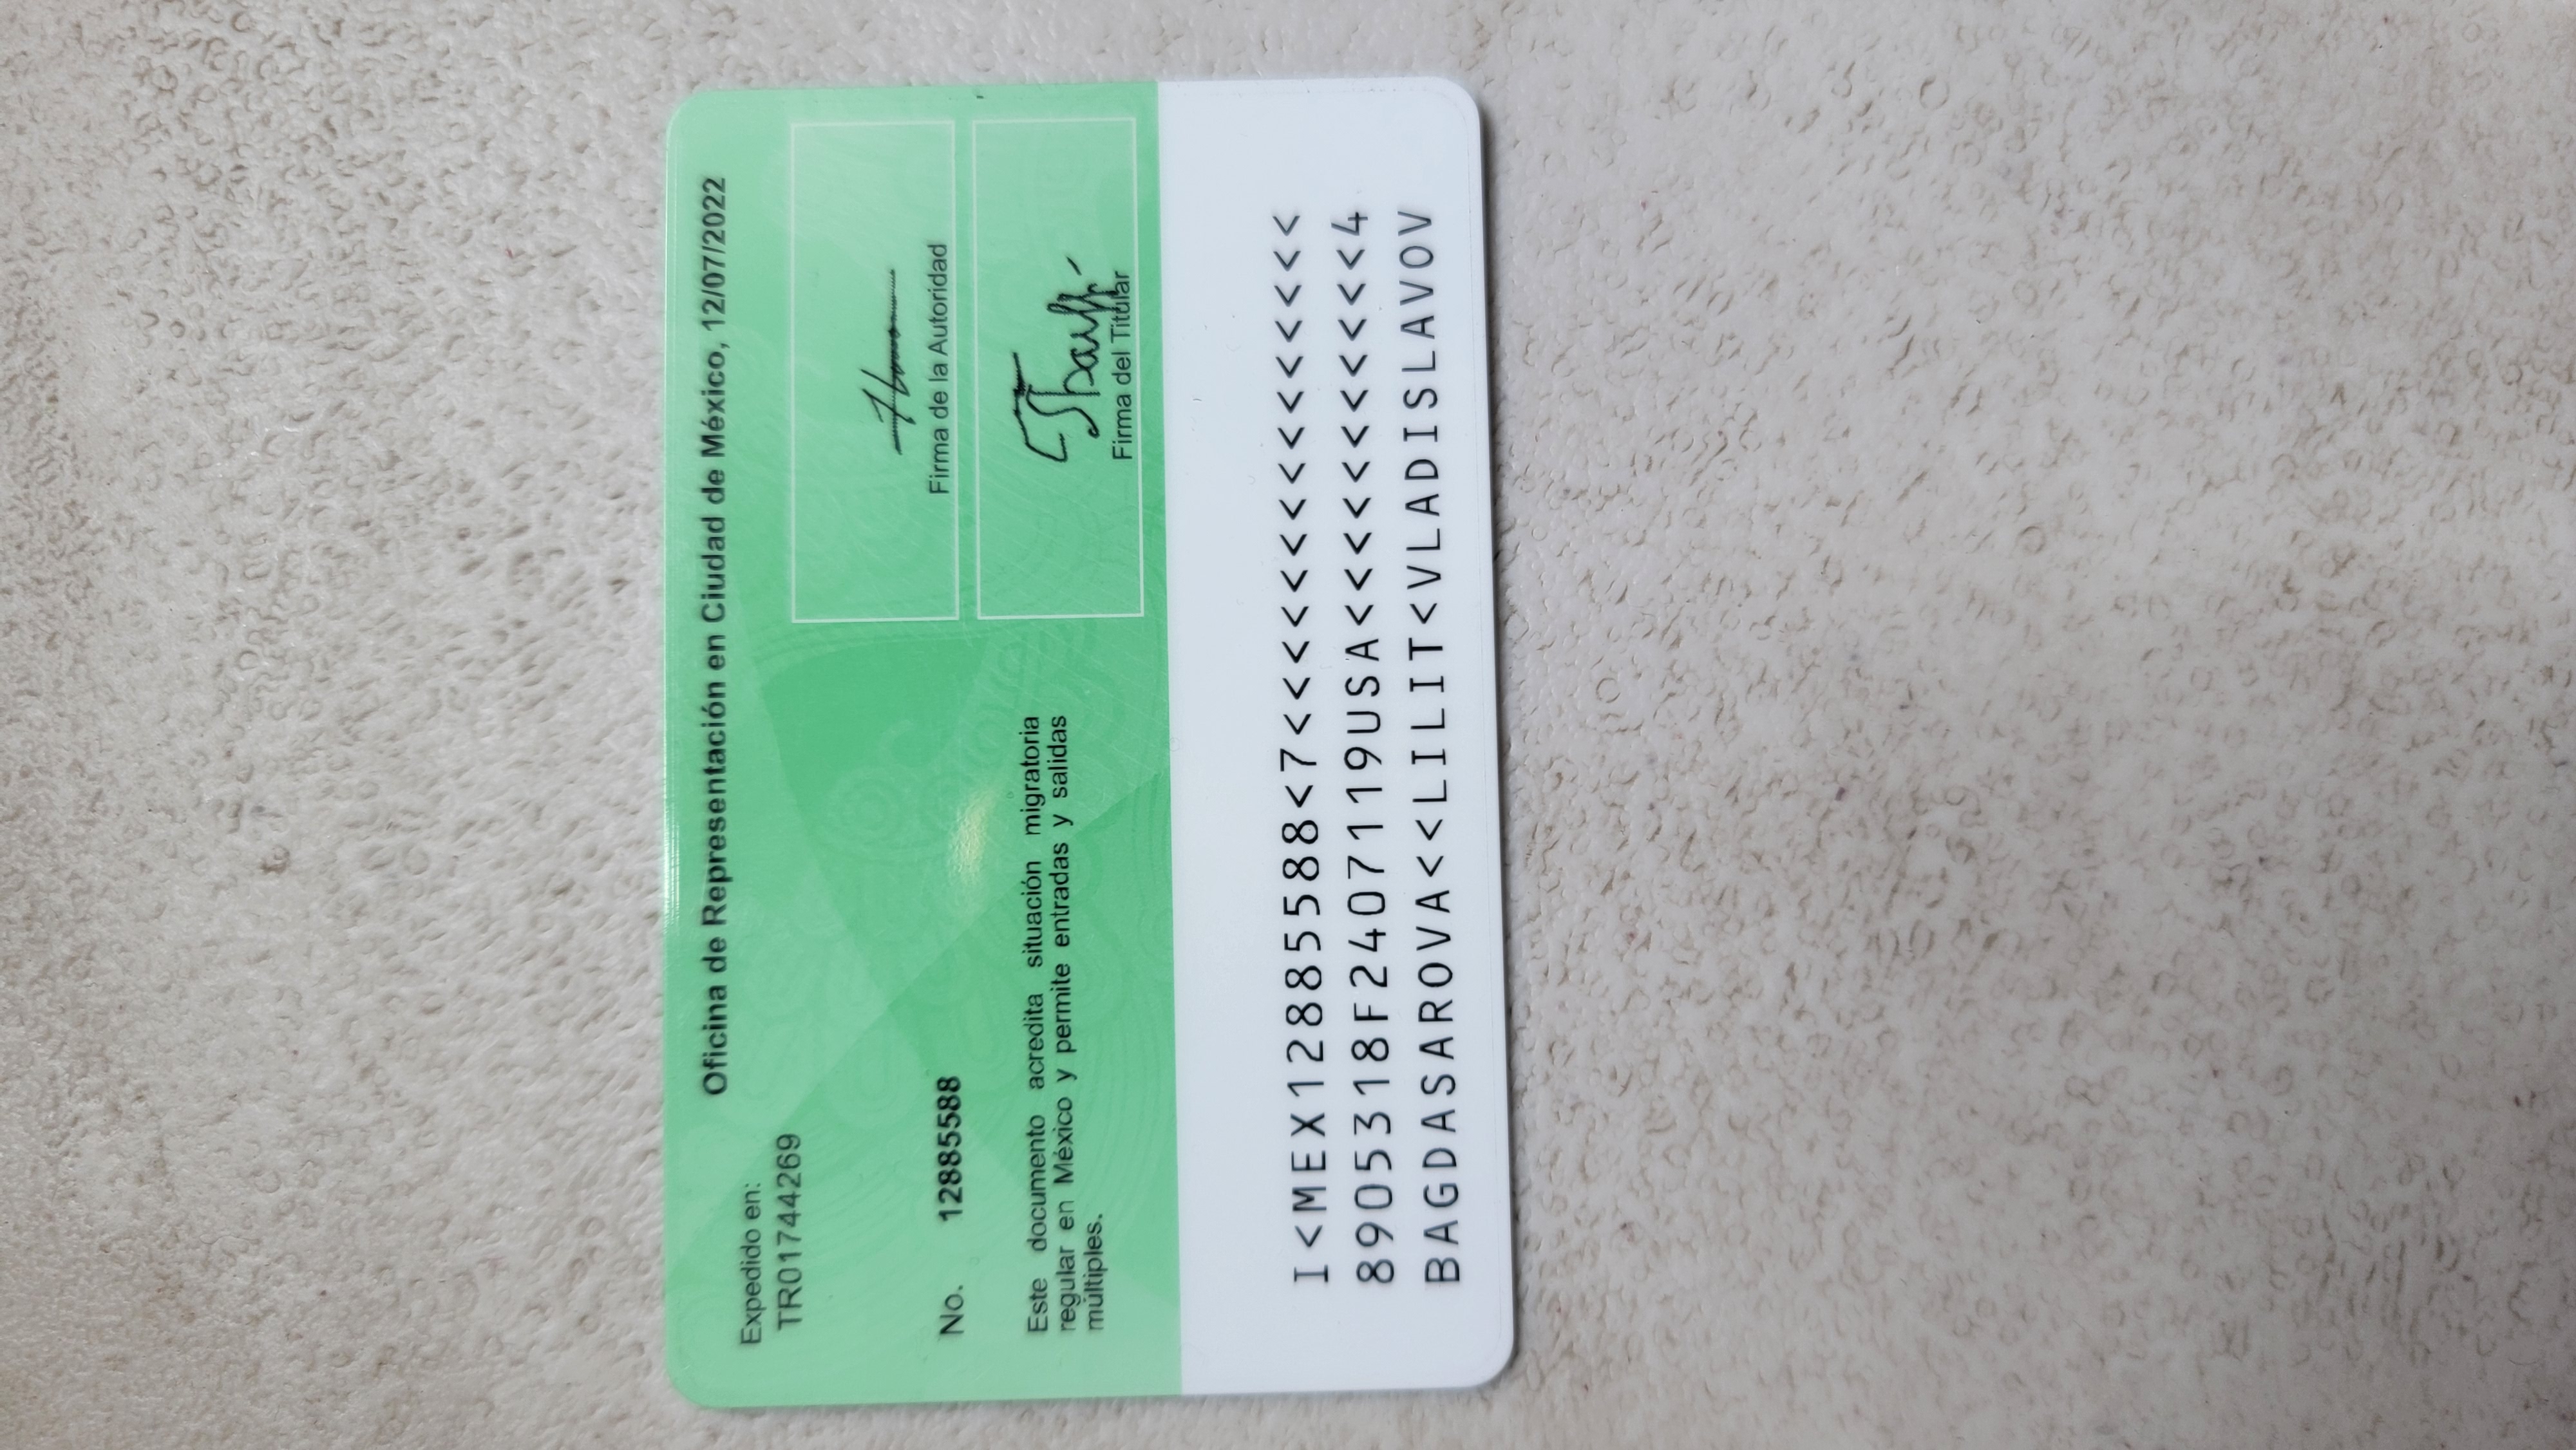 Oficina de Representación en Ciudad de México, 12/07/2022
Expedido en:
TR01744269
No. 12885588
Este documento acredita situación migratoria
regular en México y permite entradas y salidas
múltiples.
Firma de la Autoridad
Firma del Titular
I<MEX12885588<7<<<<<<<<<<<<<<<
8905318F2407119USA<<<<<<<<<<<4
BAGDASAROVA<<LILIT<VLADISLAVOV